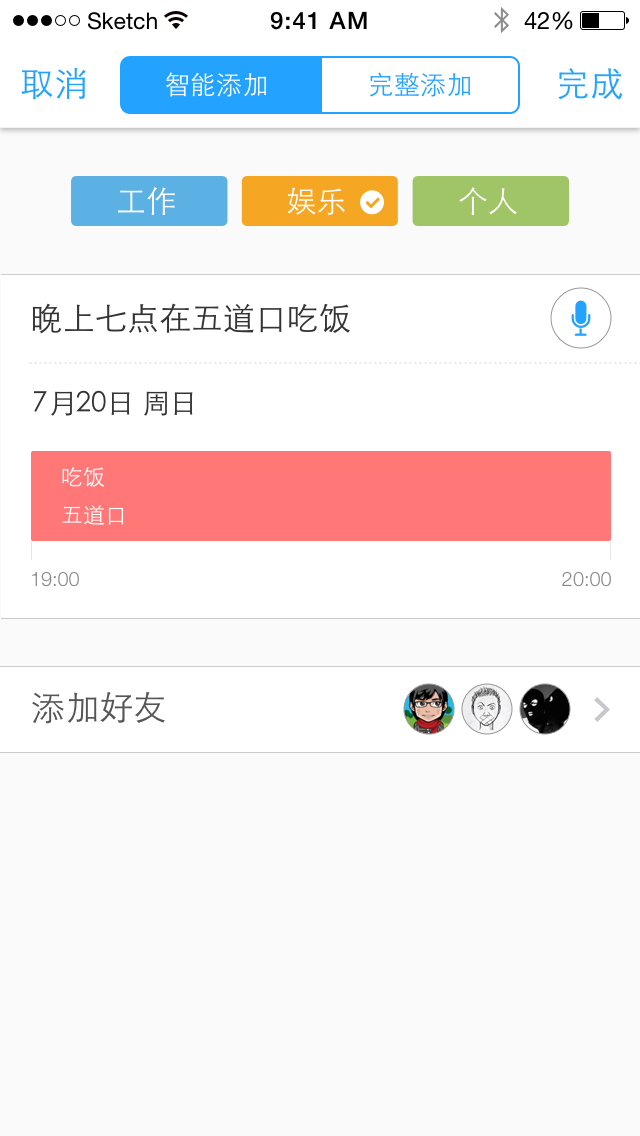 Sketch 9:41 AM 42%
取消 智能添加 完整添加 完成
工作 娱乐 个人
晚上七点在五道口吃饭
7月20日 周日
吃饭
五道口
19:00 20:00
添加好友